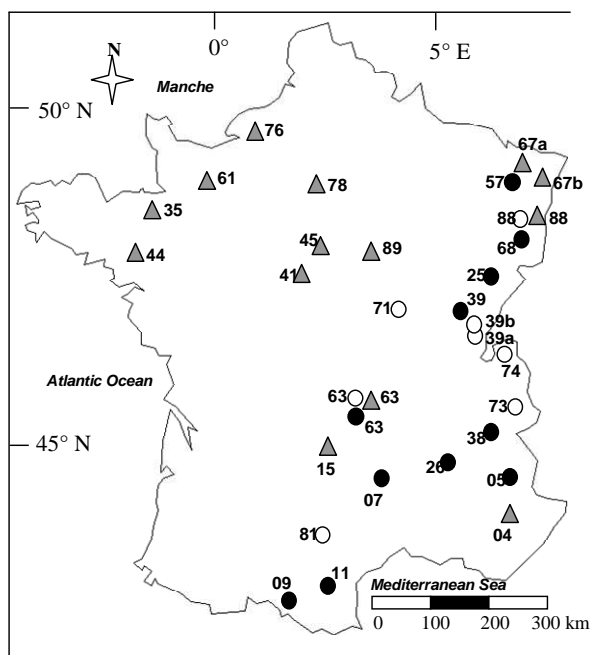 0° 5° E
N
Manche
50° N
76
67a
57 67b
61 78
88 88
35
68
45 89
44
25
41
39
71
39b
39a
74
Atlantic Ocean
63 63
73
63
38
45° N
15
26
05
07
81
04
11
09
Mediterranean Sea
0 100 200 300 km